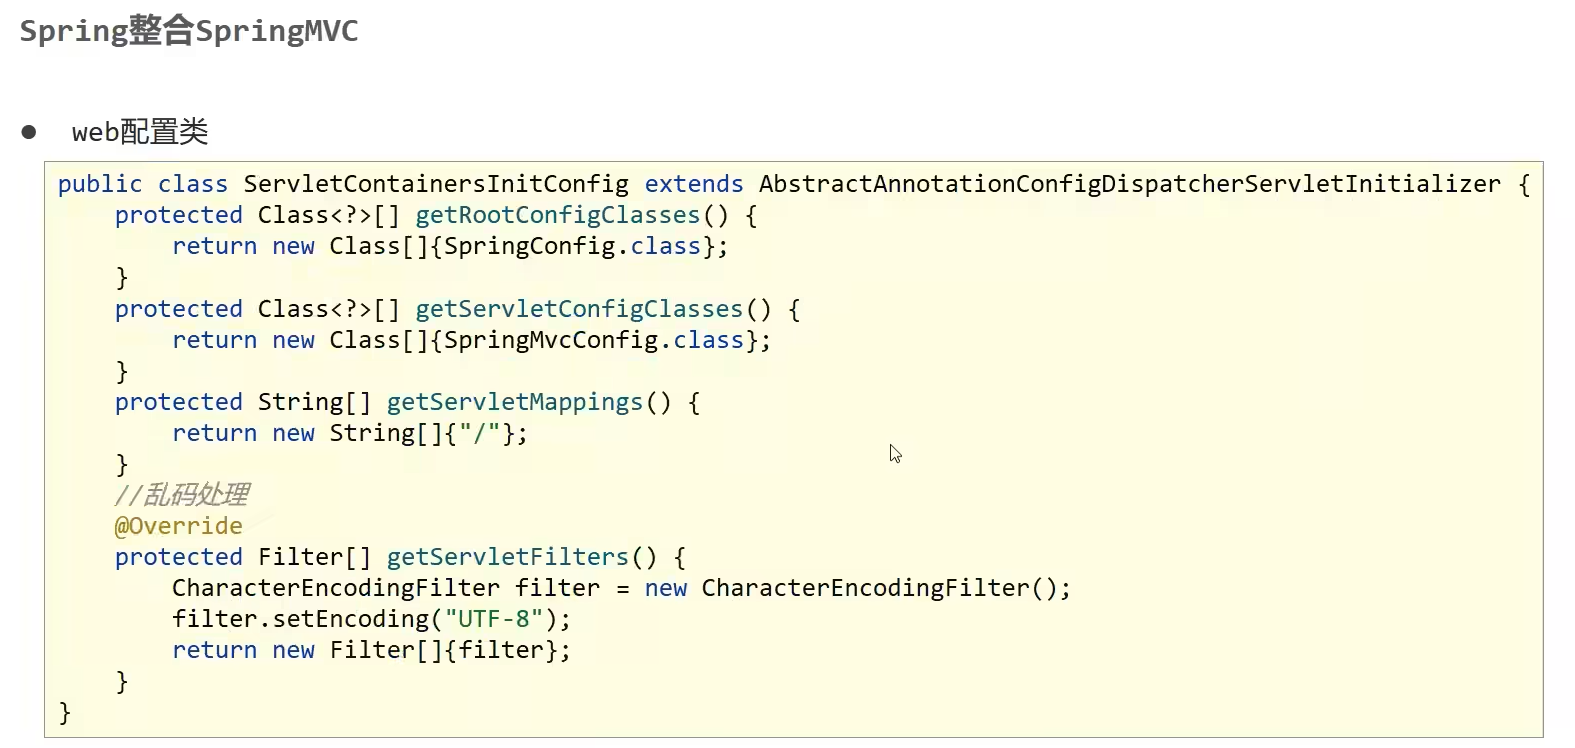 Spring整合SpringMVC
● web配置类
public class ServletContainersInitConfig extends AbstractAnnotationConfigDispatcherServletInitializer {
    protected Class<?>[] getRootConfigClasses() {
        return new Class[]{SpringConfig.class};
    }
    protected Class<?>[] getServletConfigClasses() {
        return new Class[]{SpringMvcConfig.class};
    }
    protected String[] getServletMappings() {
        return new String[]{"/"};
    }
    //乱码处理
    @Override
    protected Filter[] getServletFilters() {
        CharacterEncodingFilter filter = new CharacterEncodingFilter();
        filter.setEncoding("UTF-8");
        return new Filter[]{filter};
    }
}